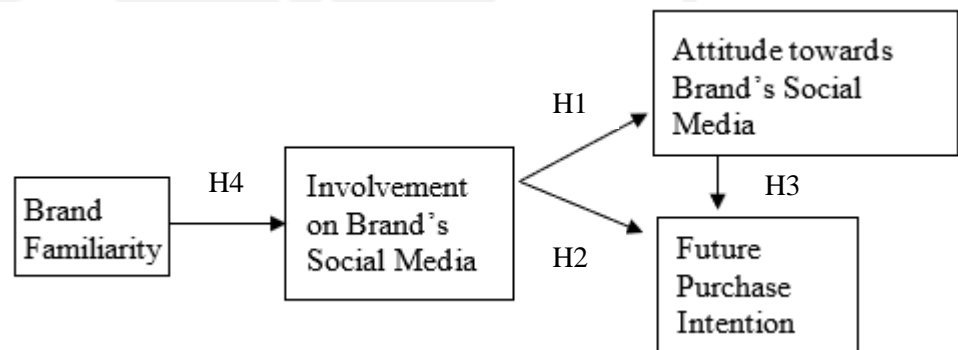 Brand
Familiarity
H4
Involvement
on Brand’s
Social Media
H1
H2
Attitude towards
Brand’s Social
Media
H3
Future
Purchase
Intention